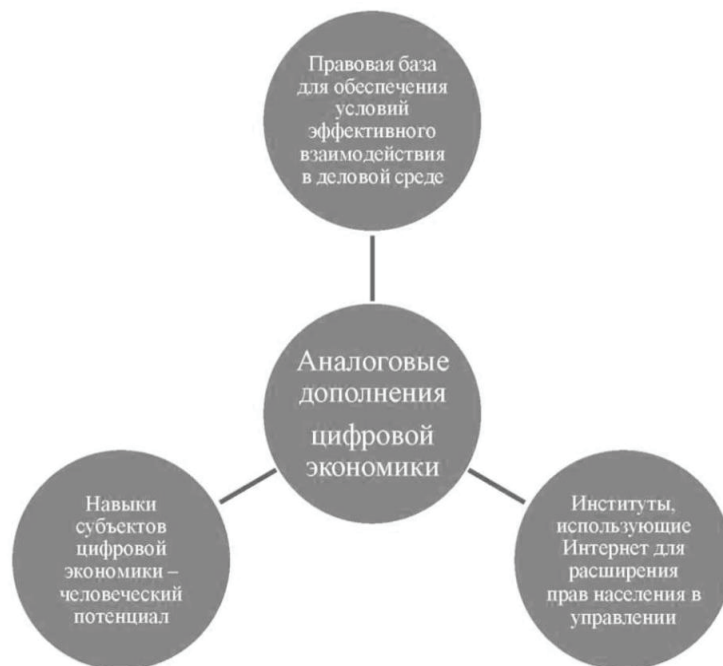 Правовая база
для обеспечения
условий
эффективного
взаимодействия
в деловой среде
Аналоговые
дополнения
цифровой
экономики
Навыки
субъектов
цифровой
экономики –
человеческий
потенциал
Институты,
использующие
Интернет для
расширения
прав населения в
управлении